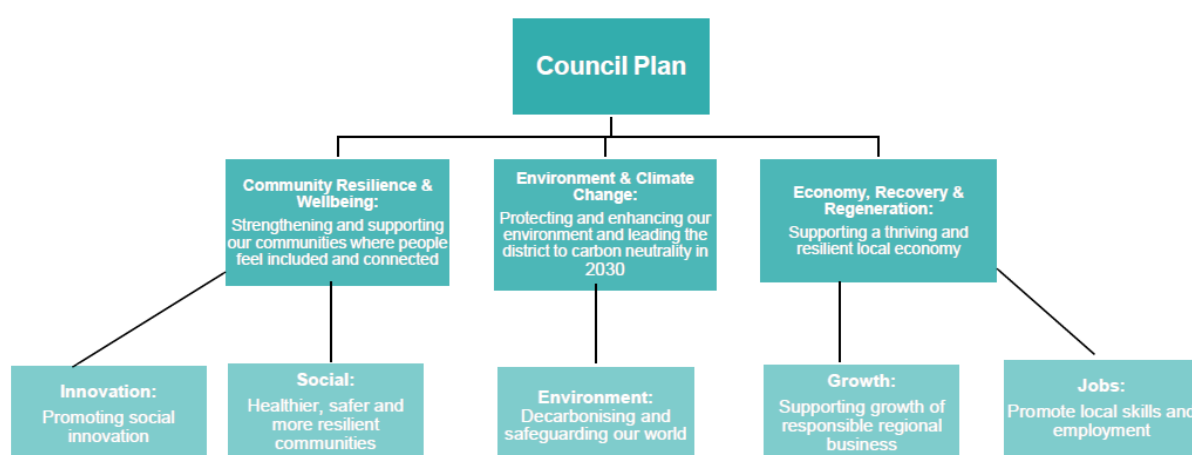 Council Plan
Community Resilience &
Wellbeing:
Strengthening and supporting
our communities where people
feel included and connected
Environment & Climate
Change:
Protecting and enhancing our
environment and leading the
district to carbon neutrality in
2030
Economy, Recovery &
Regeneration:
Supporting a thriving and
resilient local economy
Innovation:
Promoting social
innovation
Social:
Healthier, safer and
more resilient
communities
Environment:
Decarbonising and
safeguarding our world
Growth:
Supporting growth of
responsible regional
business
Jobs:
Promote local skills and
employment